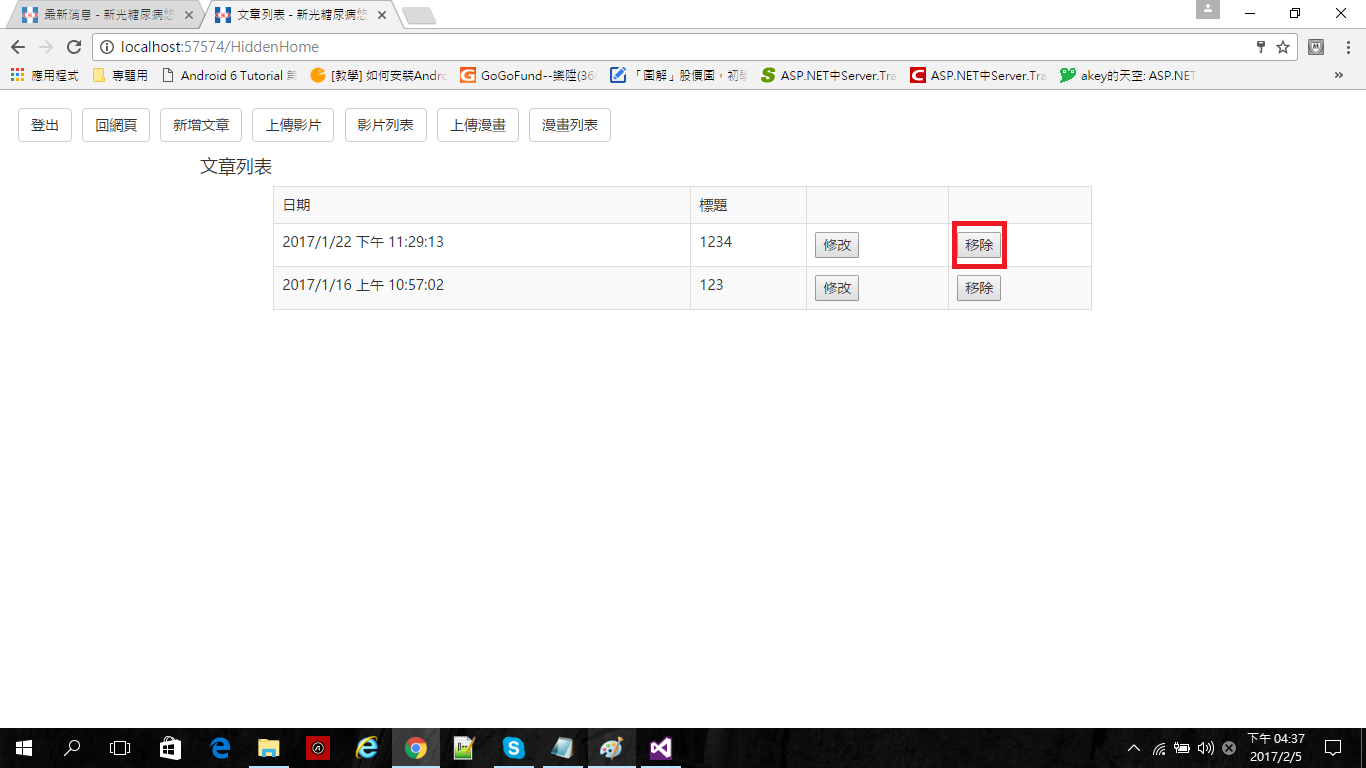 最新消息 - 新光糖尿病悠
文章列表 - 新光糖尿病悠
localhost:57574/HiddenHome
應用程式
專題用
Android 6 Tutorial
[教學] 如何安裝Andro
GoGoFund--樂陞(36
「圖解」股價圖，初學
ASP.NET中Server.Tra
ASP.NET中Server.Tra
akey的天空: ASP.NET
»
登出
回網頁
新增文章
上傳影片
影片列表
上傳漫畫
漫畫列表
文章列表
日期 標題
2017/1/22 下午 11:29:13 1234 修改 移除
2017/1/16 上午 10:57:02 123 修改 移除
下午 04:37
2017/2/5